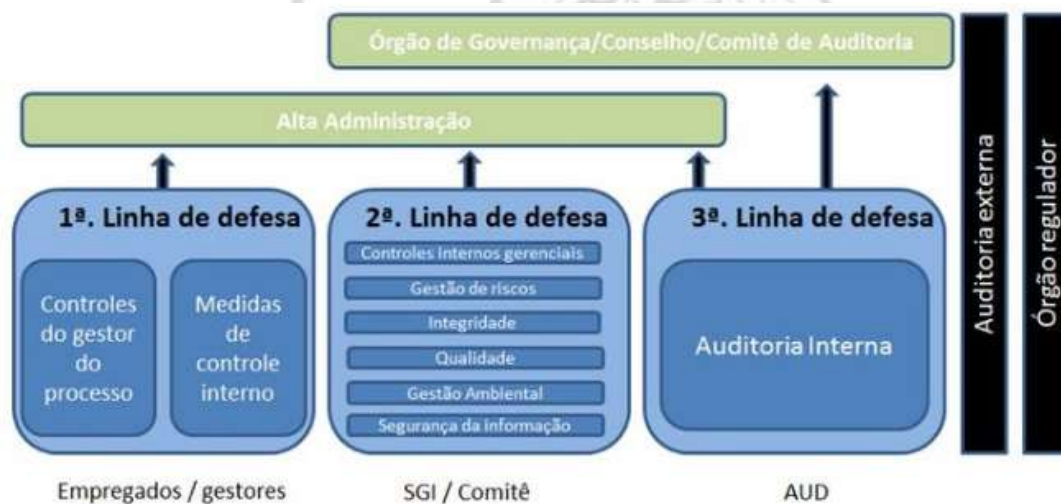 Órgão de Governança/Conselho/Comitê de Auditoria
Alta Administração
1ª. Linha de defesa
Controles
do gestor
do
processo
Medidas
de
controle
interno
Empregados / gestores
2ª. Linha de defesa
Controles Internos gerenciais
Gestão de riscos
Integridade
Qualidade
Gestão Ambiental
Segurança da informação
SGI / Comitê
3ª. Linha de defesa
Auditoria Interna
AUD
Auditoria externa
Órgão regulador